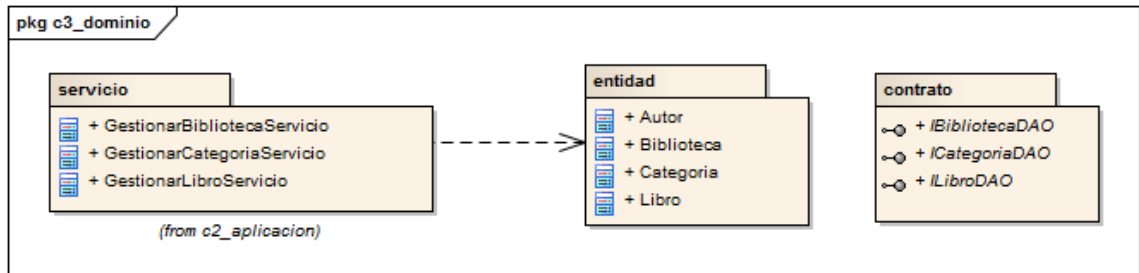 pkg c3_dominio
servicio
+ GestionarBibliotecaServicio
+ GestionarCategoriaServicio
+ GestionarLibroServicio
(from c2_aplicacion)
entidad
+ Autor
+ Biblioteca
+ Categoria
+ Libro
contrato
+ IBibliotecaDAO
+ ICategoriaDAO
+ ILibroDAO